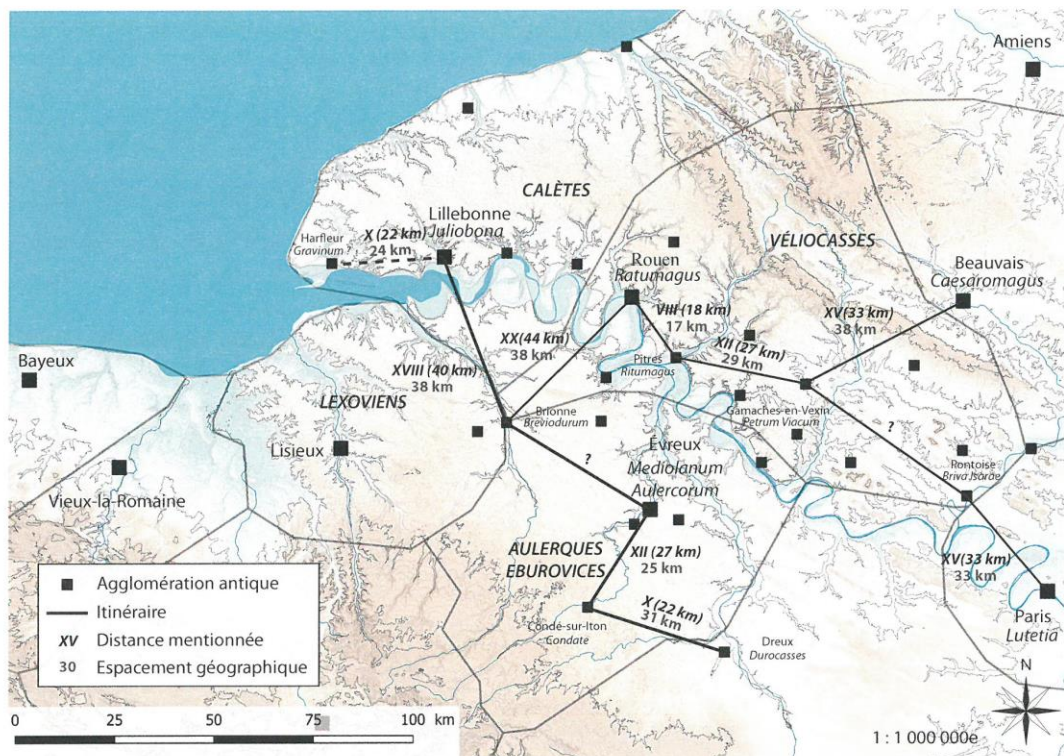 Amiens
CALÈTES
Lillebonne
Juliobona
Harfleur
Gravinum ?
X (22 km)
24 km
VÉLIOCASSES
Rouen
Ratumagus
Beauvais
Caesaromagus
VIII (18 km)
17 km
XV(33 km)
38 km
XX(44 km)
38 km
XII (27 km)
29 km
Pitres
Ritumagus
XVIII (40 km)
38 km
Bayeux
LEXOVIENS
Brionne
Breviodurum
Gamaches-en-Vexin
Petrum Viacum
?
Lisieux
Évreux
Mediolanum
Aulercorum
?
Rontoise
Briva Isarae
Vieux-la-Romaine
AULERQUES
EBUROVICES
XII (27 km)
25 km
XV(33 km)
33 km
X (22 km)
31 km
Condé-sur-Iton
Condate
Dreux
Durocasses
Paris
Lutetia
Agglomération antique
Itinéraire
XV Distance mentionnée
30 Espacement géographique
N
0 25 50 75 100 km
1 : 1 000 000e